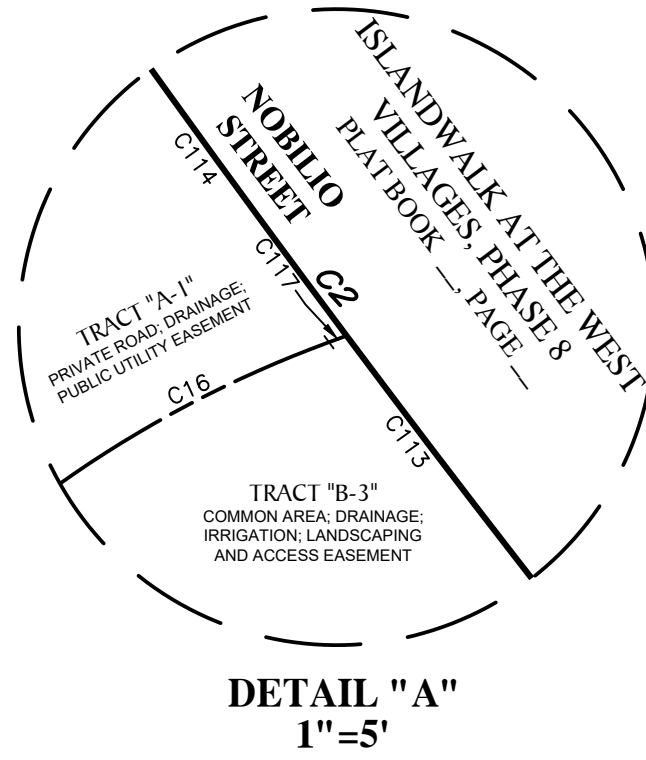 ISLANDWALK AT THE WEST
VILLAGES, PHASE 8
PLAT BOOK __, PAGE __
NOBILIO
STREET
C114
C117
C2
TRACT "A-1"
PRIVATE ROAD; DRAINAGE;
PUBLIC UTILITY EASEMENT
C16
C113
TRACT "B-3"
COMMON AREA; DRAINAGE;
IRRIGATION; LANDSCAPING
AND ACCESS EASEMENT
DETAIL "A"
1"=5'